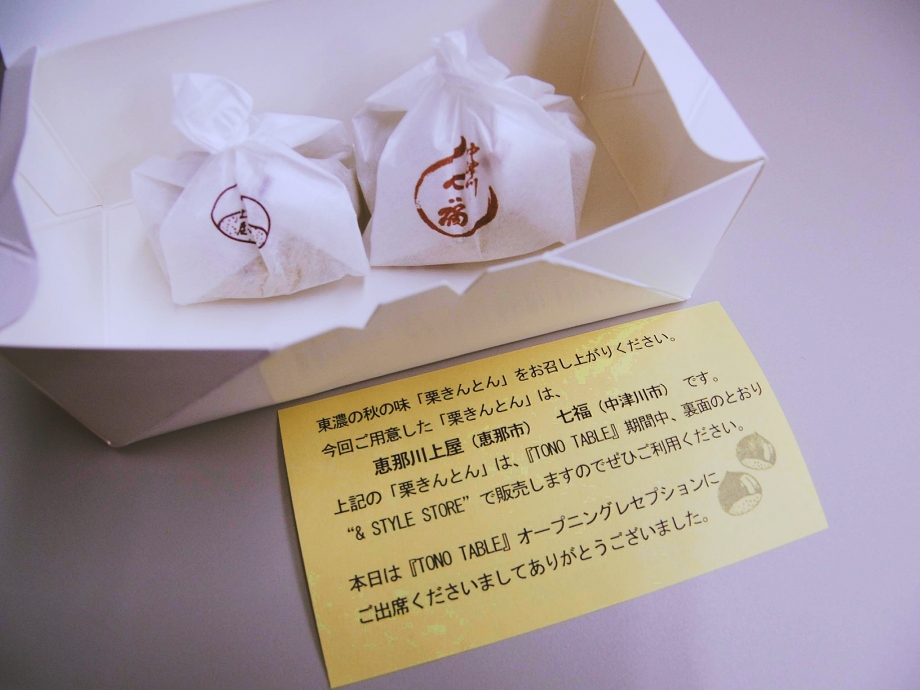 中津川
七福
東濃の秋の味「栗きんとん」をお召し上がりください。
今回ご用意した「栗きんとん」は、
恵那川上屋（恵那市）　七福（中津川市）　です。
上記の「栗きんとん」は、『TONO TABLE』期間中、裏面のとおり
“& STYLE STORE” で販売しますのでぜひご利用ください。
本日は『TONO TABLE』オープニングレセプションに
ご出席くださいましてありがとうございました。